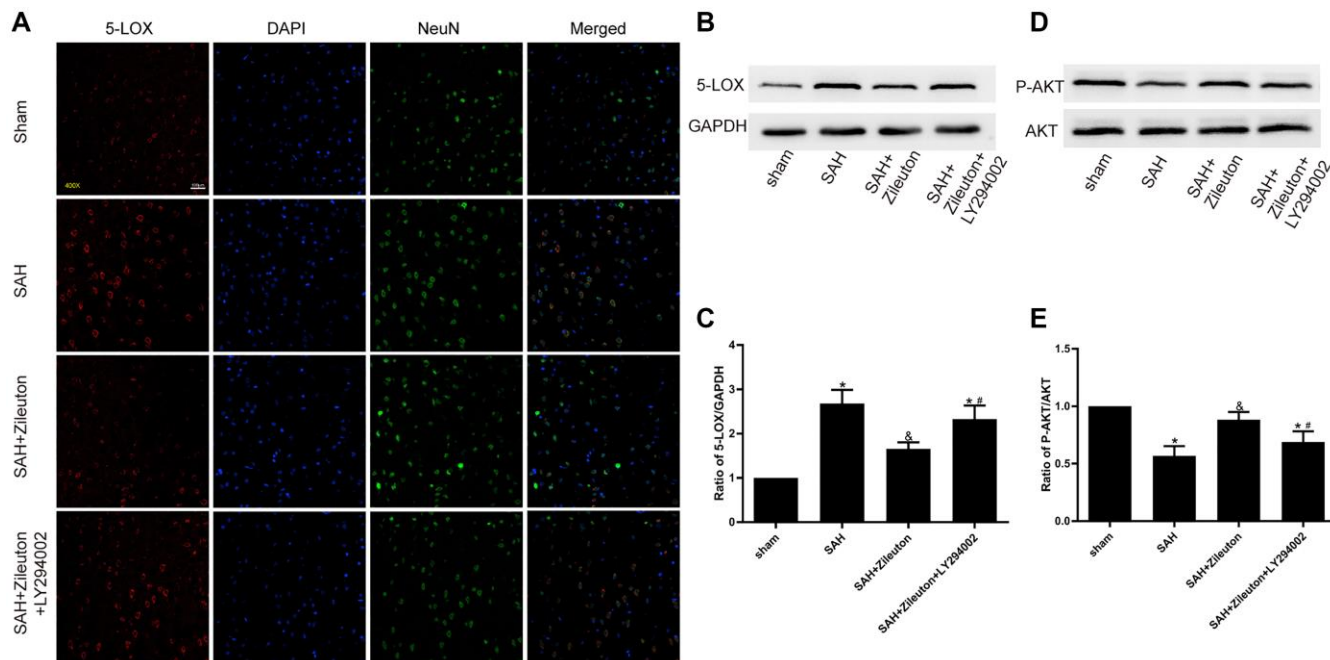 A
5-LOX
DAPI
NeuN
Merged
Sham
400X
100μm
SAH
SAH+Zileuton
SAH+Zileuton
+LY294002
B
5-LOX
GAPDH
sham
SAH
SAH+
Zileuton
SAH+
Zileuton+
LY294002
D
P-AKT
AKT
sham
SAH
SAH+
Zileuton
SAH+
Zileuton+
LY294002
C
Ratio of 5-LOX/GAPDH
4
3
2
1
0
*
&
* #
sham
SAH
SAH+Zileuton
SAH+Zileuton+LY294002
E
Ratio of P-AKT/AKT
1.5
1.0
0.5
0.0
*
&
* #
sham
SAH
SAH+Zileuton
SAH+Zileuton+LY294002